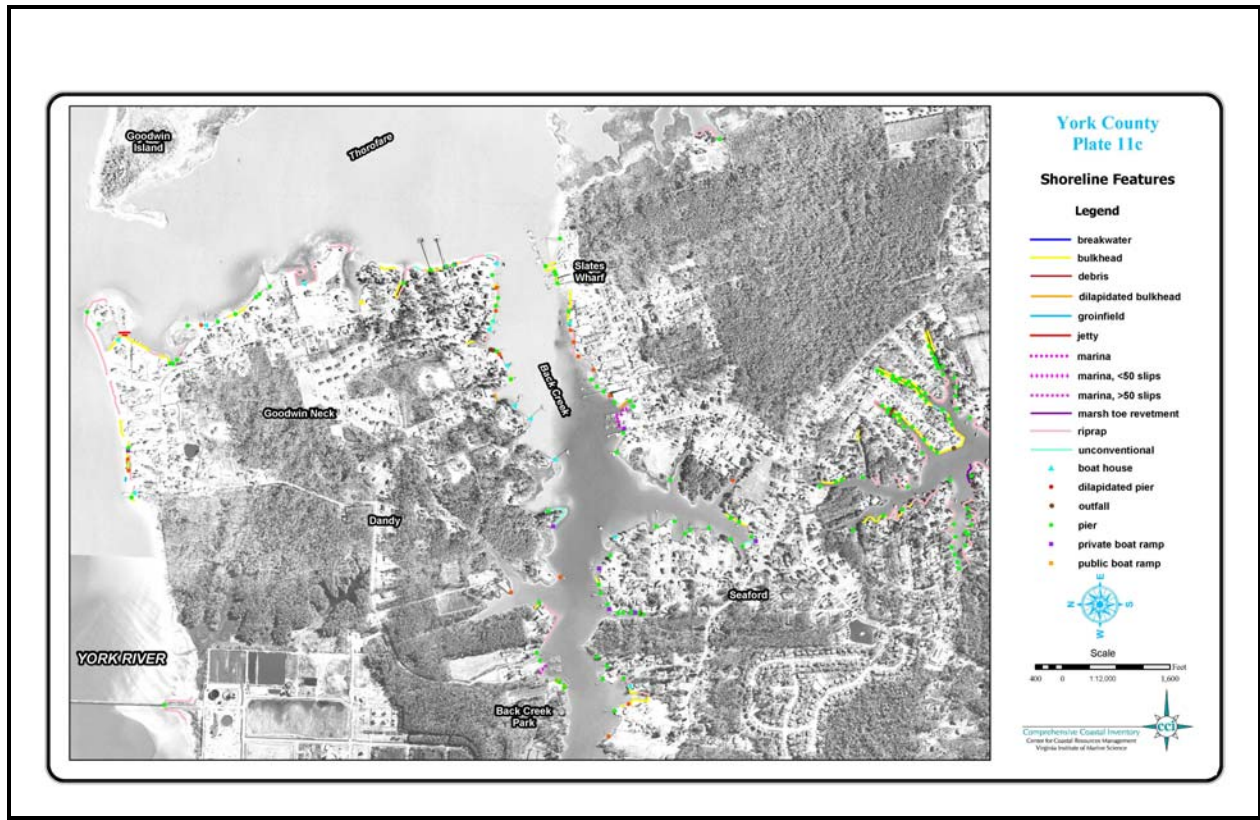 Goodwin
Island
Thorofare
Slates
Wharf
Back Creek
Goodwin Neck
Dandy
Seaford
YORK RIVER
Back Creek
Park
York County
Plate 11c
Shoreline Features
Legend
breakwater
bulkhead
debris
dilapidated bulkhead
groinfield
jetty
marina
marina, <50 slips
marina, >50 slips
marsh toe revetment
riprap
unconventional
boat house
dilapidated pier
outfall
pier
private boat ramp
public boat ramp
E
N S
W
Scale
Feet
400 0 1:12,000 1,600
Comprehensive Coastal Inventory
Center for Coastal Resources Management
Virginia Institute of Marine Science
cci